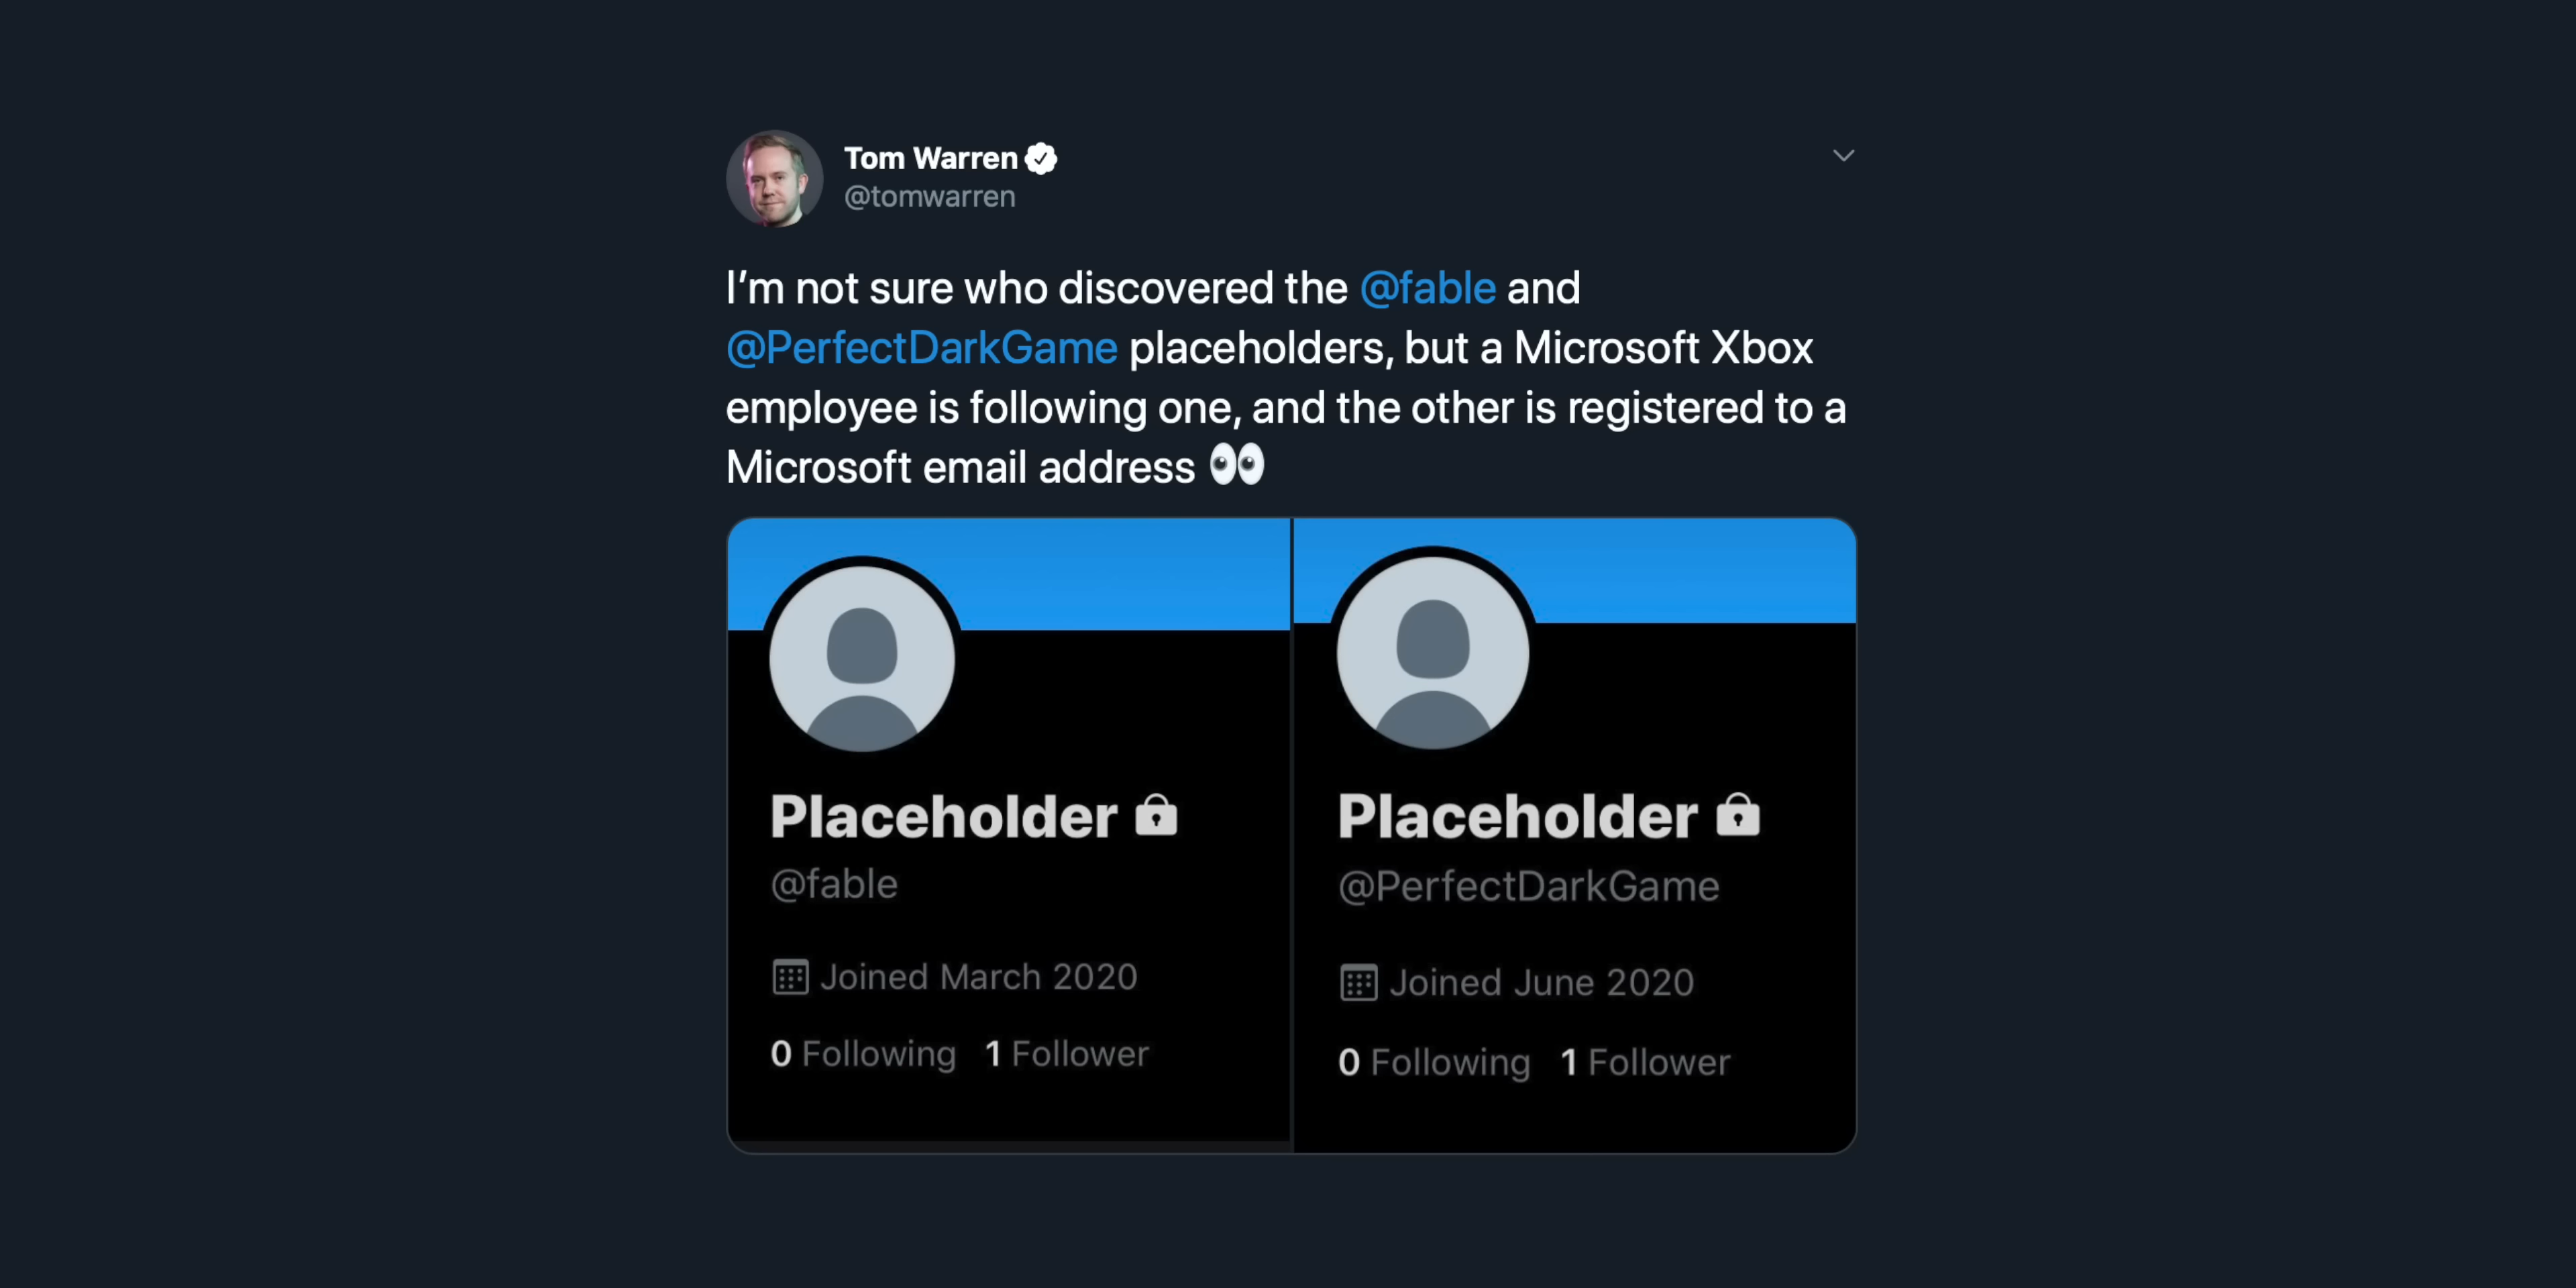 Tom Warren
@tomwarren
I’m not sure who discovered the @fable and
@PerfectDarkGame placeholders, but a Microsoft Xbox
employee is following one, and the other is registered to a
Microsoft email address 👀
Placeholder
@fable
Joined March 2020
0 Following 1 Follower
Placeholder
@PerfectDarkGame
Joined June 2020
0 Following 1 Follower